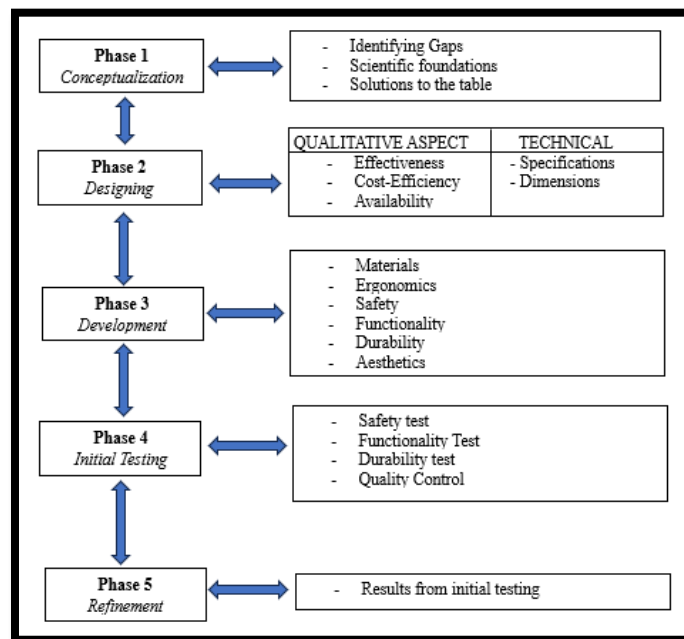 Phase 1
Conceptualization
- Identifying Gaps
- Scientific foundations
- Solutions to the table
Phase 2
Designing
QUALITATIVE ASPECT
- Effectiveness
- Cost-Efficiency
- Availability
TECHNICAL
- Specifications
- Dimensions
Phase 3
Development
- Materials
- Ergonomics
- Safety
- Functionality
- Durability
- Aesthetics
Phase 4
Initial Testing
- Safety test
- Functionality Test
- Durability test
- Quality Control
Phase 5
Refinement
- Results from initial testing